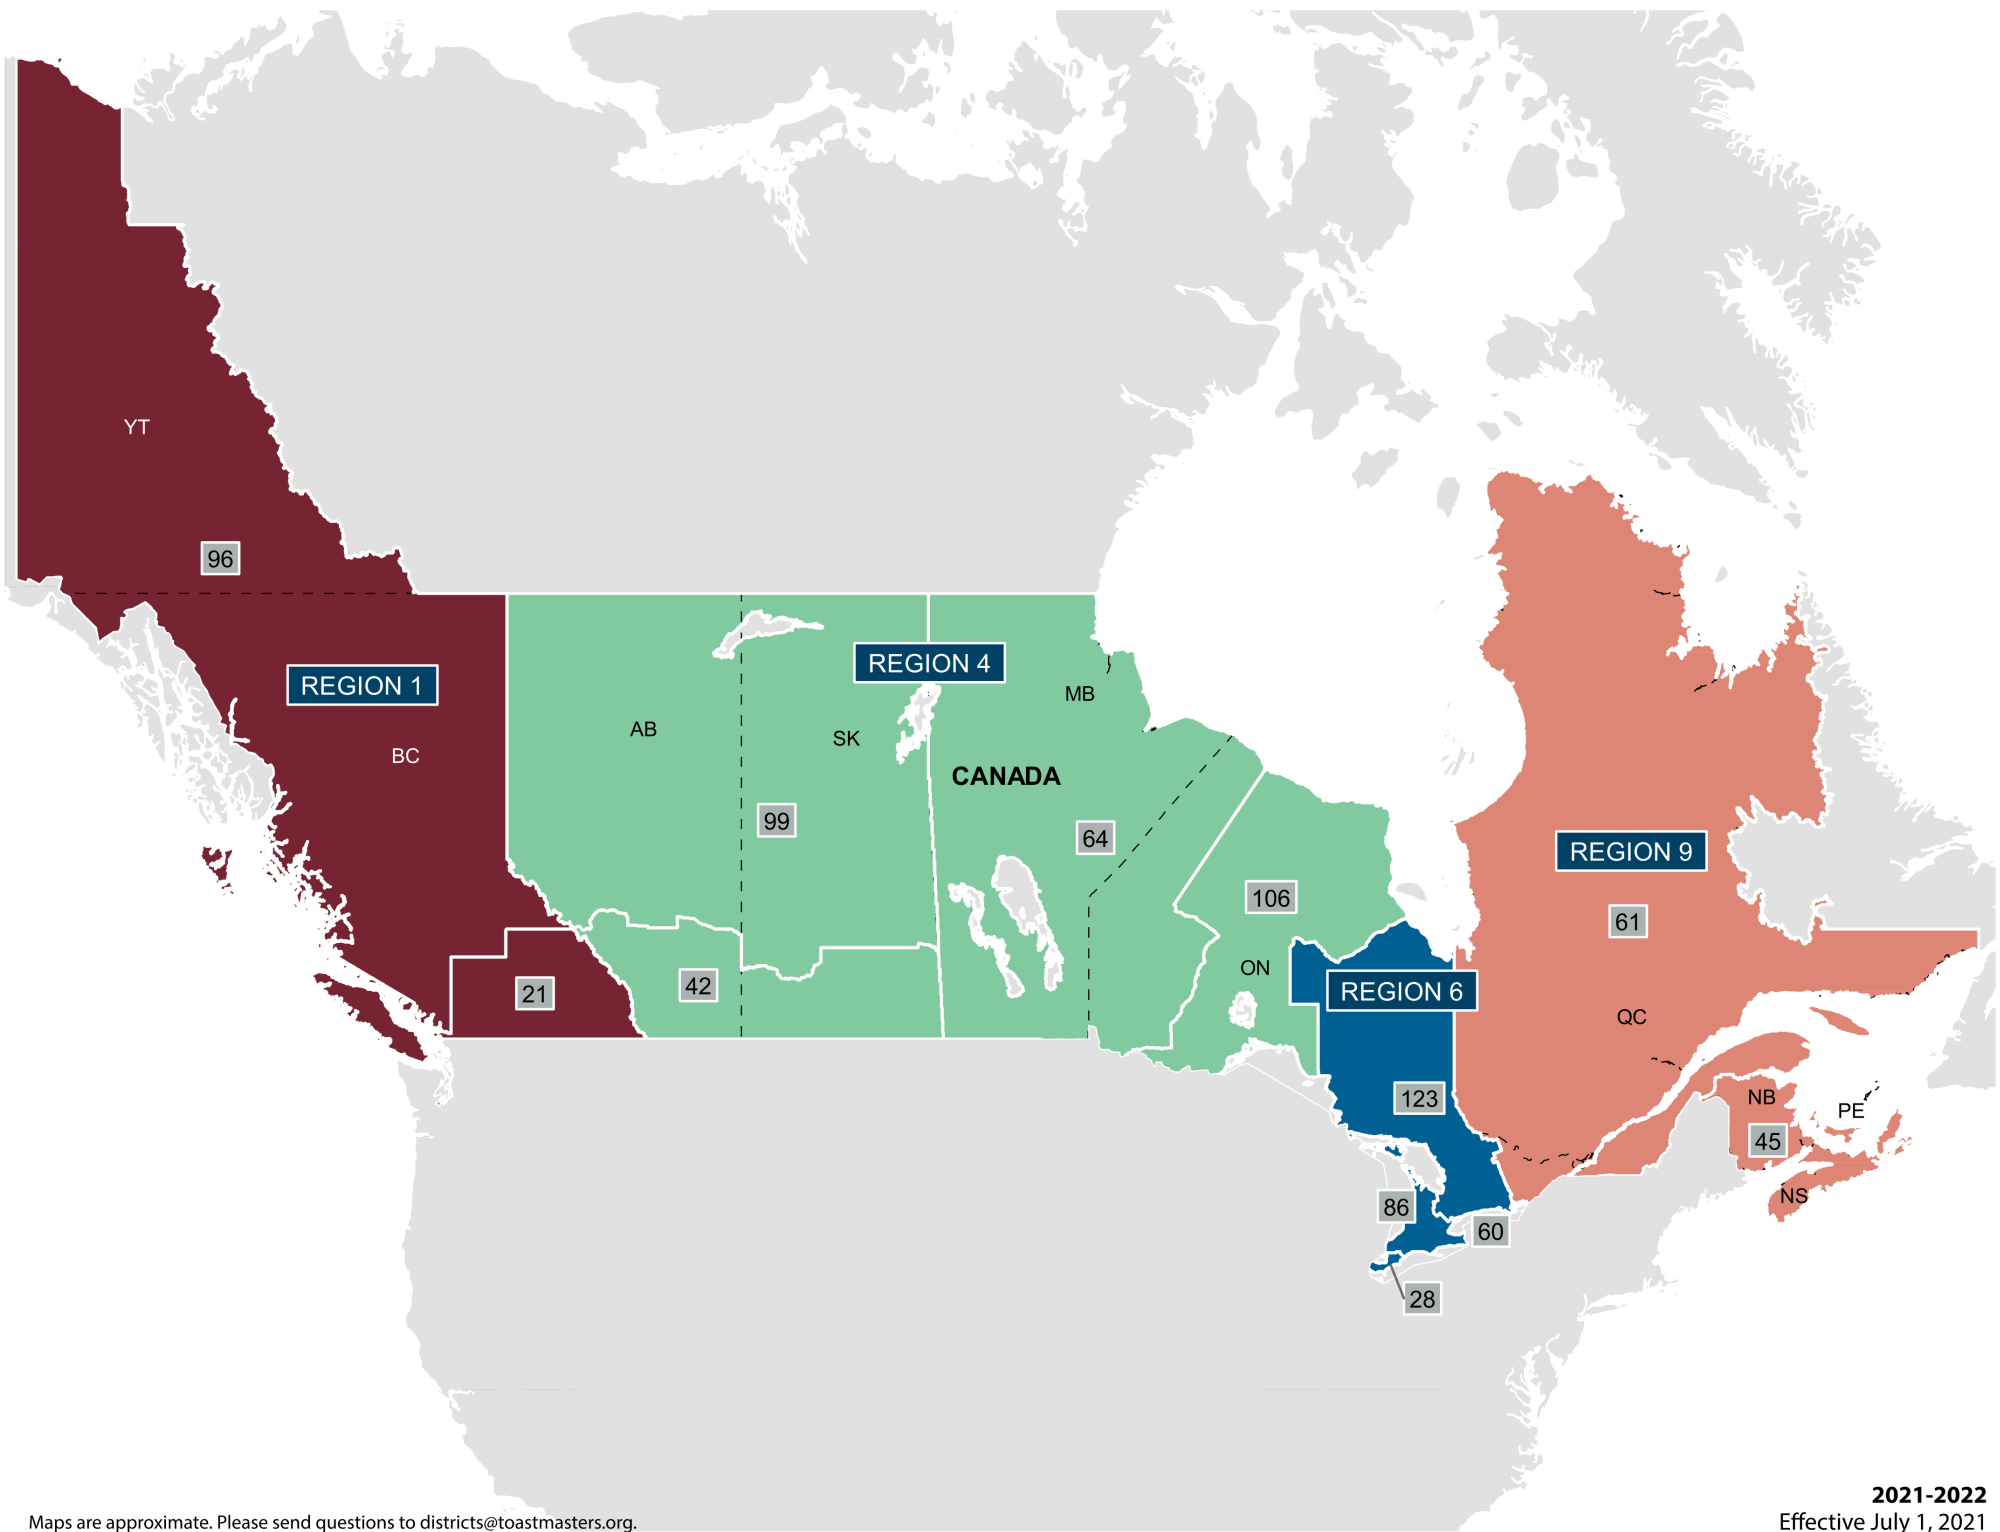 YT
96
REGION 1
REGION 4
MB
AB
SK
BC
CANADA
99
64
REGION 9
106
61
ON
21
42
REGION 6
QC
123
NB
PE
45
86
NS
60
28
2021-2022
Maps are approximate. Please send questions to districts@toastmasters.org.
Effective July 1, 2021